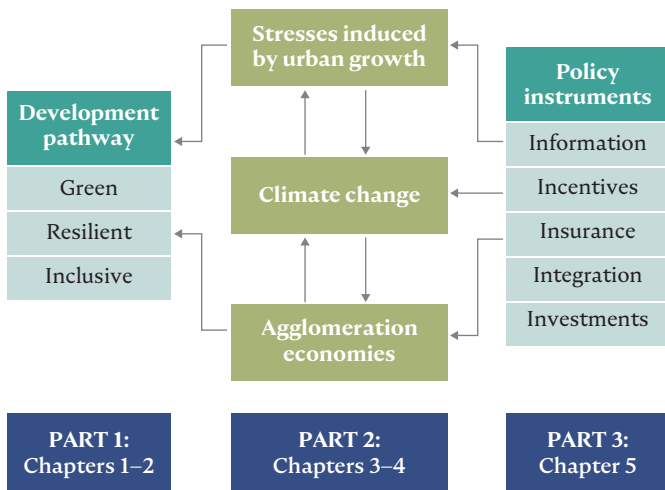 Stresses induced
by urban growth
Development
pathway
Green
Resilient
Inclusive
Climate change
Agglomeration
economies
Policy
instruments
Information
Incentives
Insurance
Integration
Investments
PART 1:
Chapters 1–2
PART 2:
Chapters 3–4
PART 3:
Chapter 5